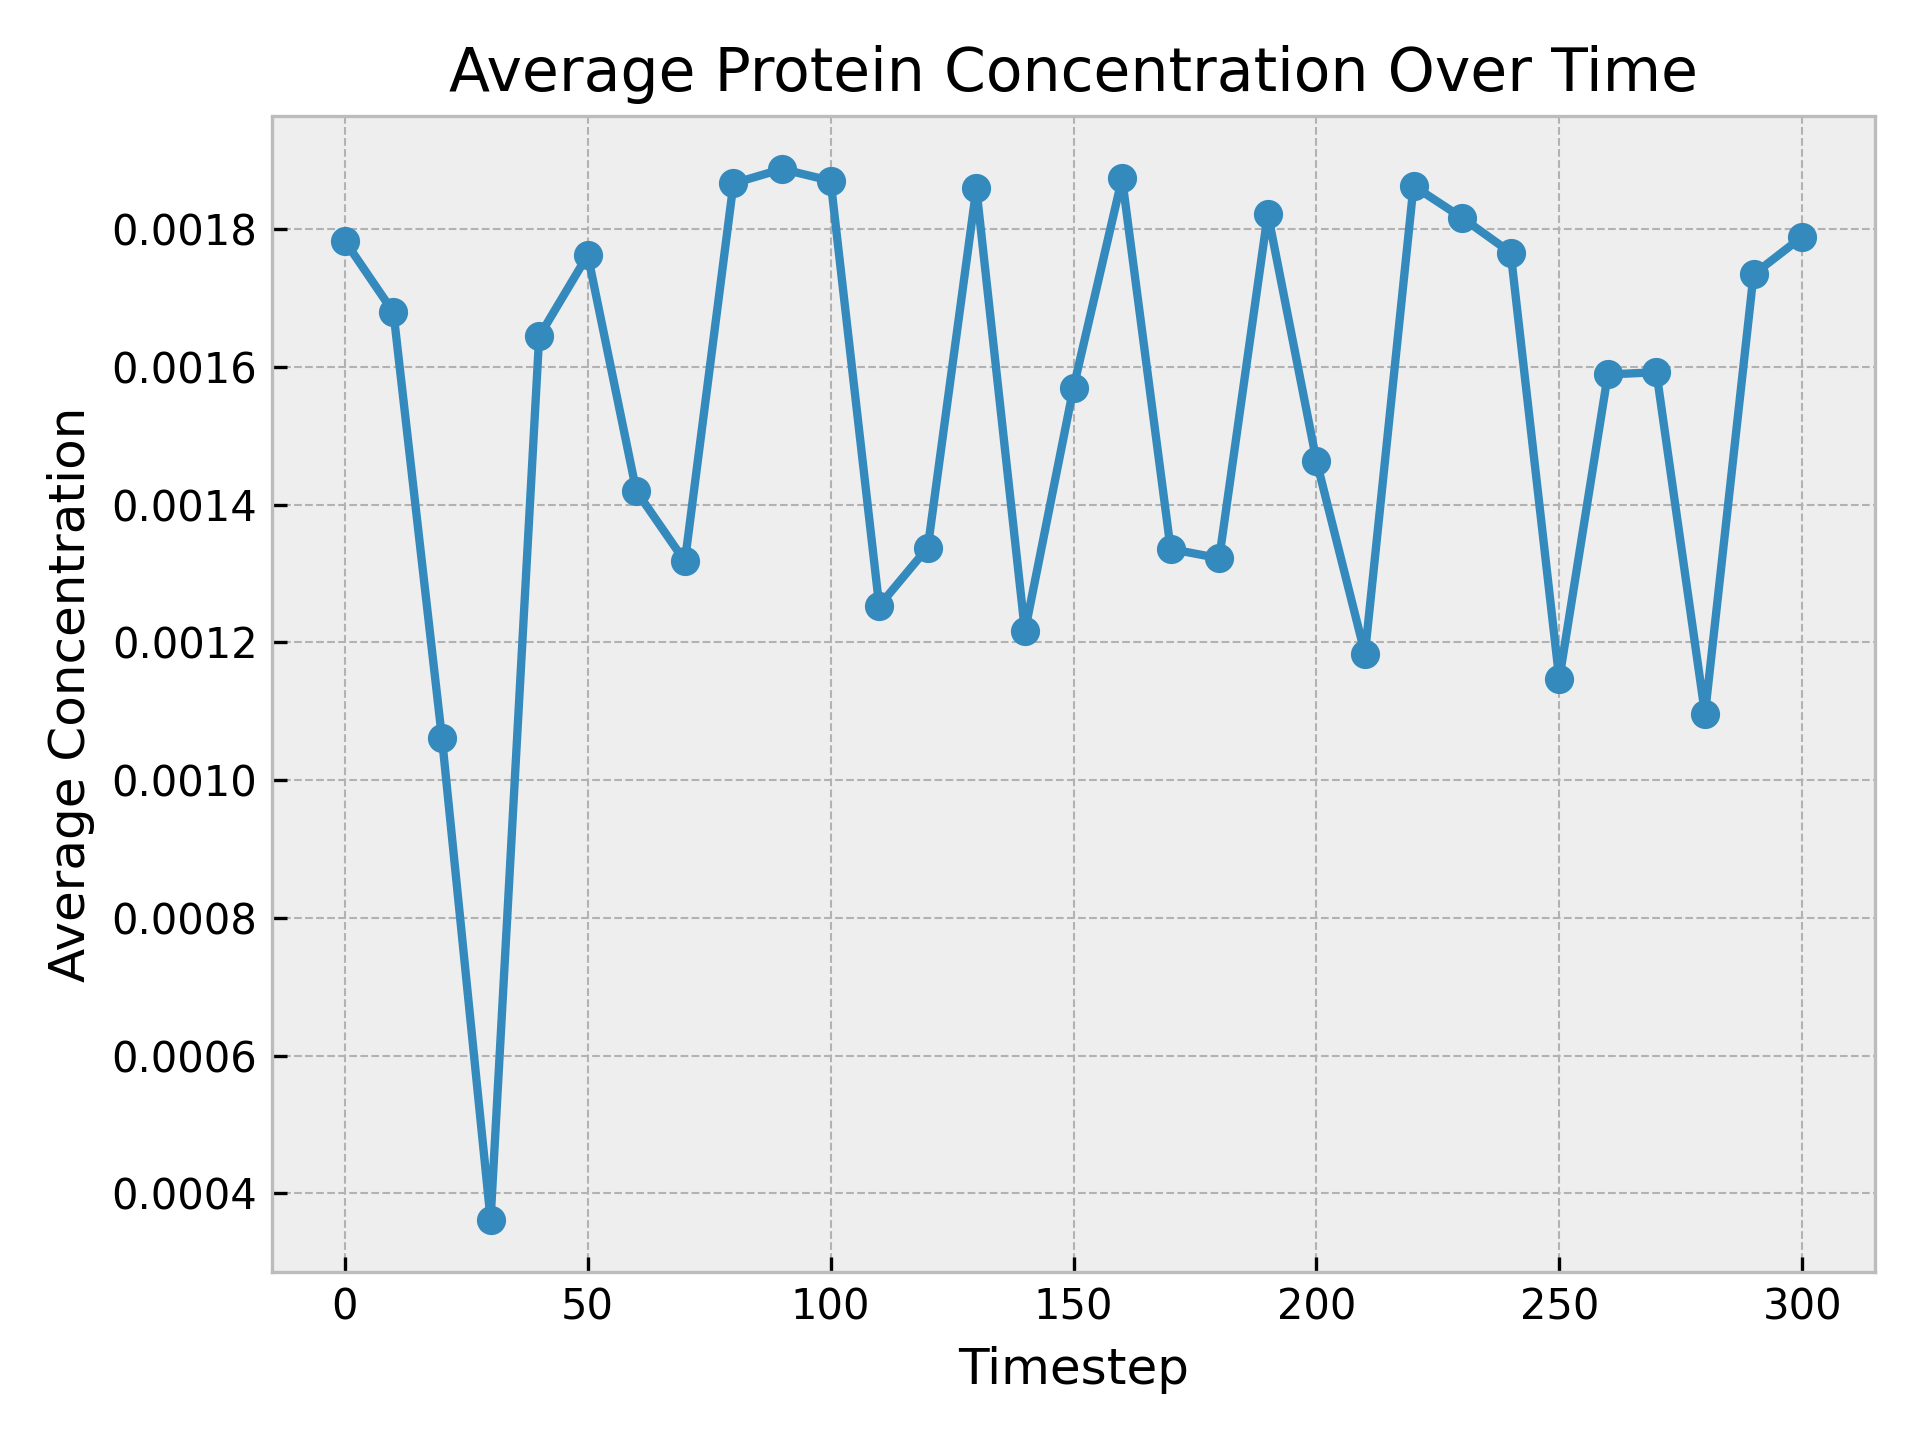 Average Protein Concentration Over Time
Average Concentration
0.0018
0.0016
0.0014
0.0012
0.0010
0.0008
0.0006
0.0004
0 50 100 150 200 250 300
Timestep